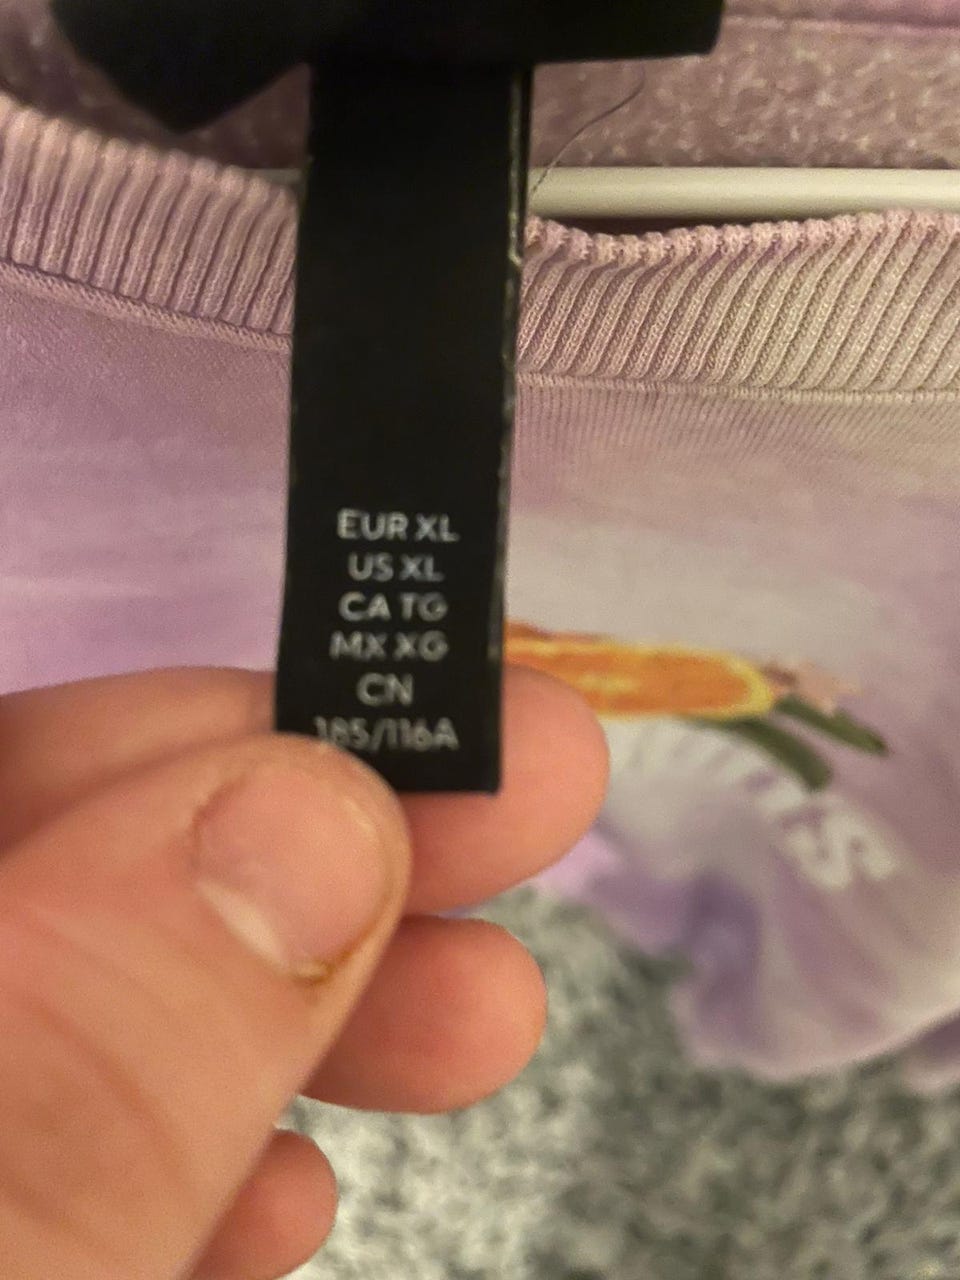 EUR XL
US XL
CA TG
MX XG
CN
185/116A